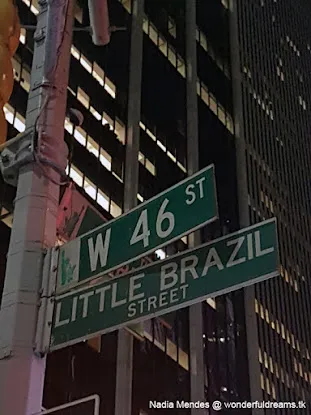 W 46 ST
LITTLE BRAZIL
STREET
Nadia Mendes @ wonderfuldreams.tk